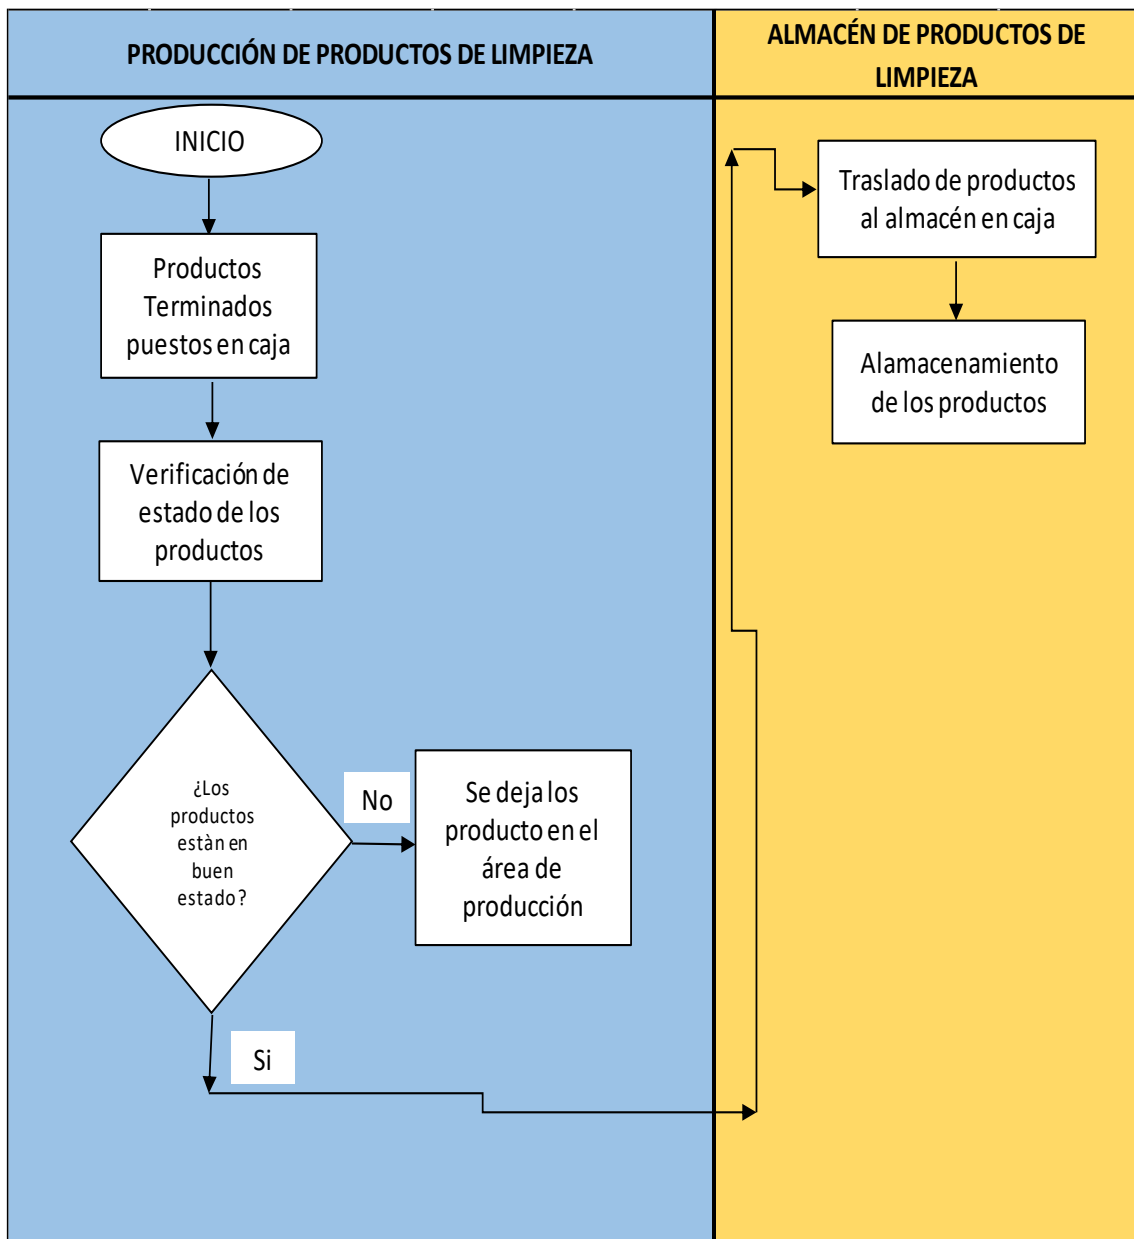 PRODUCCIÓN DE PRODUCTOS DE LIMPIEZA
ALMACÉN DE PRODUCTOS DE
LIMPIEZA
INICIO
Productos
Terminados
puestos en caja
Verificación de
estado de los
productos
¿Los
productos
estàn en
buen
estado?
No
Se deja los
producto en el
área de
producción
Si
Traslado de productos
al almacén en caja
Alamacenamiento
de los productos